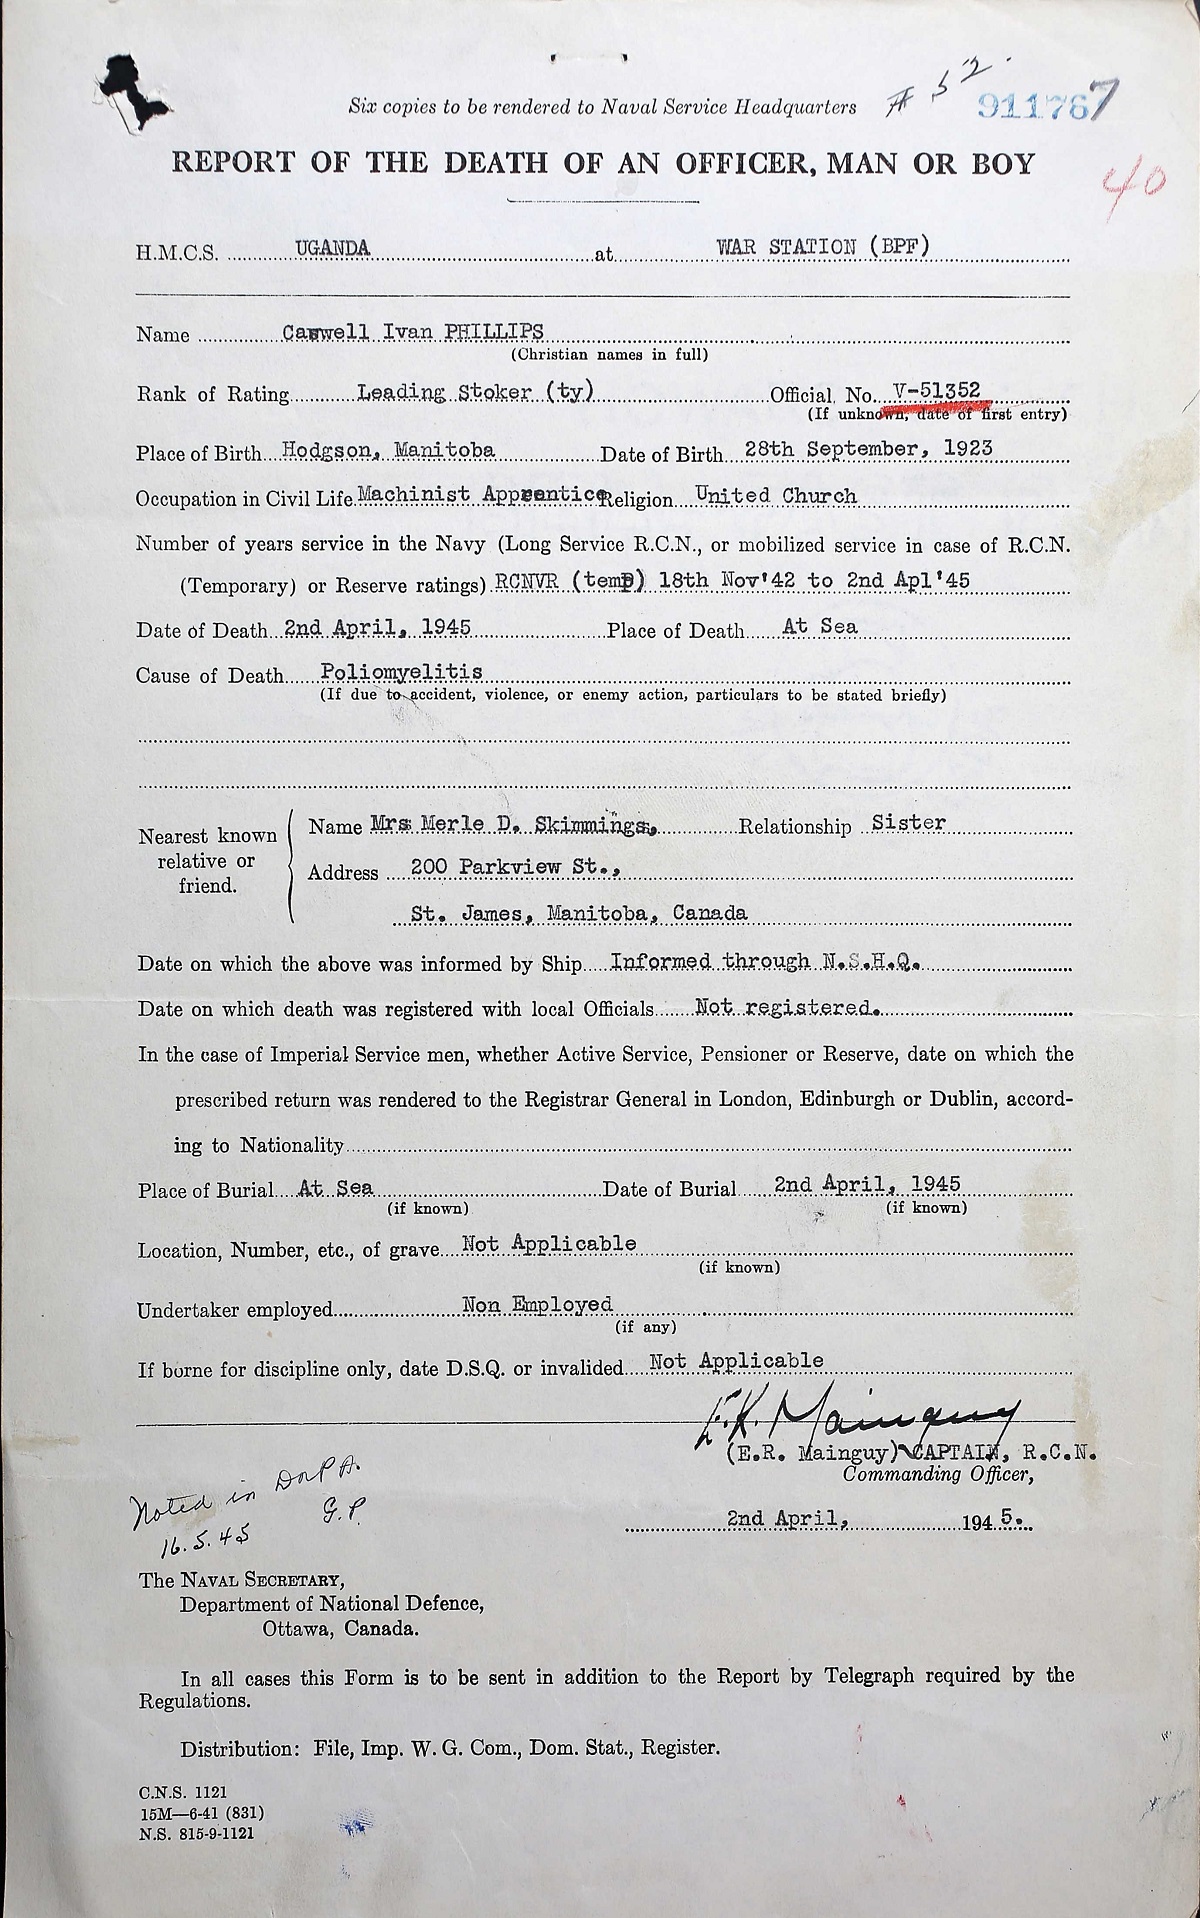 # 52.
Six copies to be rendered to Naval Service Headquarters
911767
REPORT OF THE DEATH OF AN OFFICER, MAN OR BOY
40
H.M.C.S. UGANDA at WAR STATION (BPF)
Name Caswell Ivan PHILLIPS
(Christian names in full)
Rank of Rating Leading Stoker (ty) Official No. V-51352
(If unknown, date of first entry)
Place of Birth Hodgson, Manitoba Date of Birth 28th September, 1923
Occupation in Civil Life Machinist Apprentice Religion United Church
Number of years service in the Navy (Long Service R.C.N., or mobilized service in case of R.C.N.
(Temporary) or Reserve ratings) RCNVR (temp) 18th Nov'42 to 2nd Apl'45
Date of Death 2nd April, 1945 Place of Death At Sea
Cause of Death Poliomyelitis
(If due to accident, violence, or enemy action, particulars to be stated briefly)
Nearest known relative or friend.
Name Mrs Merle D. Skimmings, Relationship Sister
Address 200 Parkview St.,
St. James, Manitoba, Canada
Date on which the above was informed by Ship Informed through N.S.H.Q.
Date on which death was registered with local Officials Not registered.
In the case of Imperial Service men, whether Active Service, Pensioner or Reserve, date on which the
prescribed return was rendered to the Registrar General in London, Edinburgh or Dublin, accord-
ing to Nationality
Place of Burial At Sea Date of Burial 2nd April, 1945
(if known) (if known)
Location, Number, etc., of grave Not Applicable
(if known)
Undertaker employed Non Employed
(if any)
If borne for discipline only, date D.S.Q. or invalided Not Applicable
E.R. Mainguy
(E.R. Mainguy) CAPTAIN, R.C.N.
Commanding Officer,
Noted in D.N.P.A.
16.5.45 G.P.
2nd April, 1945.
The NAVAL SECRETARY,
Department of National Defence,
Ottawa, Canada.
In all cases this Form is to be sent in addition to the Report by Telegraph required by the
Regulations.
Distribution: File, Imp. W. G. Com., Dom. Stat., Register.
C.N.S. 1121
15M—6-41 (831)
N.S. 815-9-1121